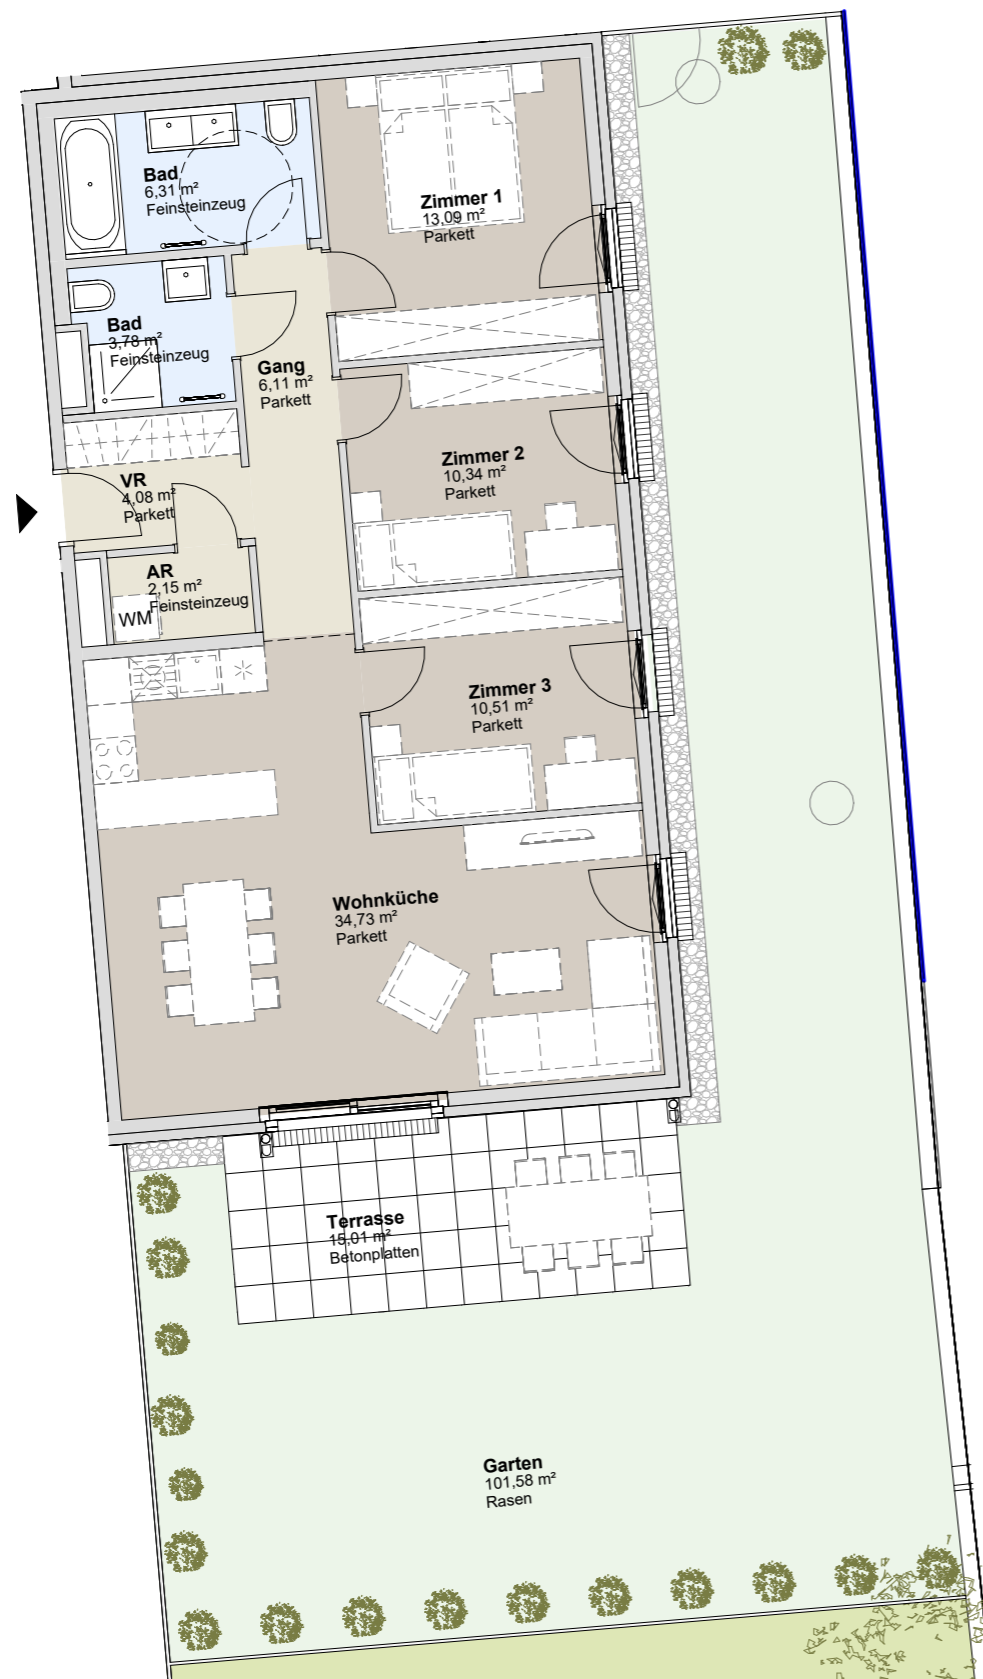 Bad
6,31 m²
Feinsteinzeug
Zimmer 1
13,09 m²
Parkett
Bad
3,78 m²
Feinsteinzeug
Gang
6,11 m²
Parkett
Zimmer 2
10,34 m²
Parkett
VR
4,08 m²
Parkett
AR
2,15 m²
Feinsteinzeug
WM
Zimmer 3
10,51 m²
Parkett
Wohnküche
34,73 m²
Parkett
Terrasse
15,01 m²
Betonplatten
Garten
101,58 m²
Rasen